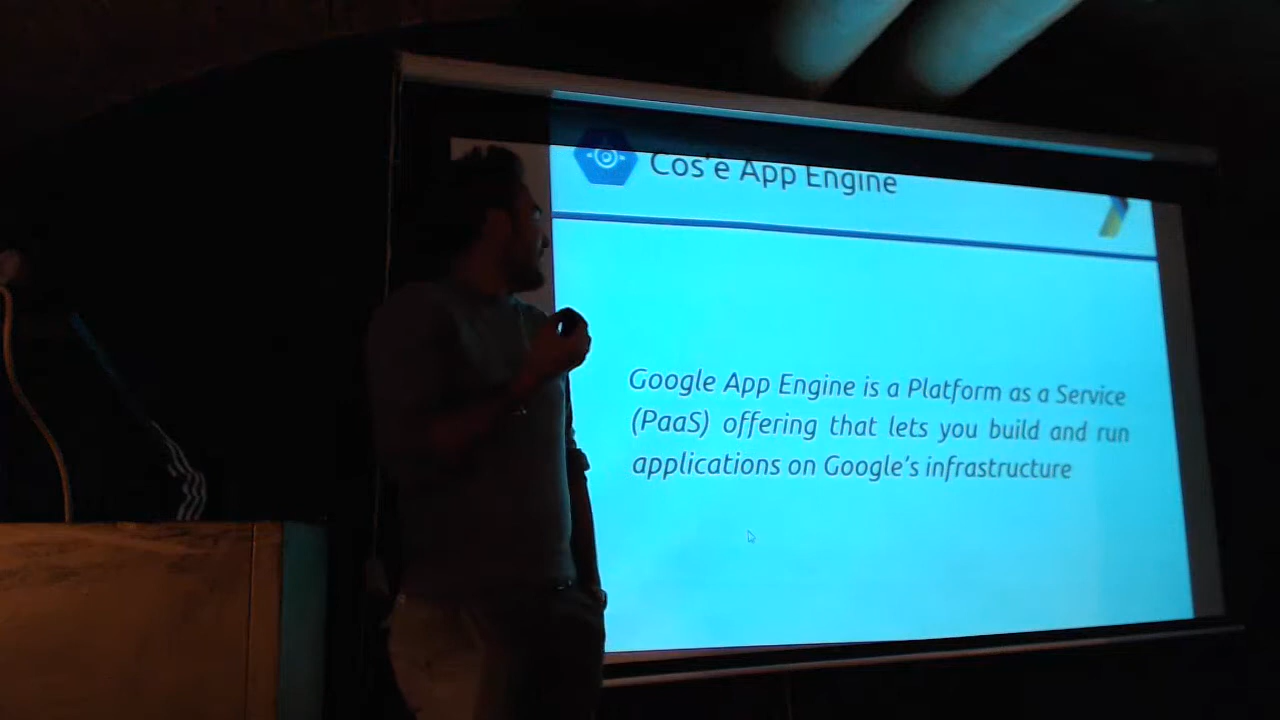 Cos'è App Engine
Google App Engine is a Platform as a Service
(PaaS) offering that lets you build and run
applications on Google's infrastructure